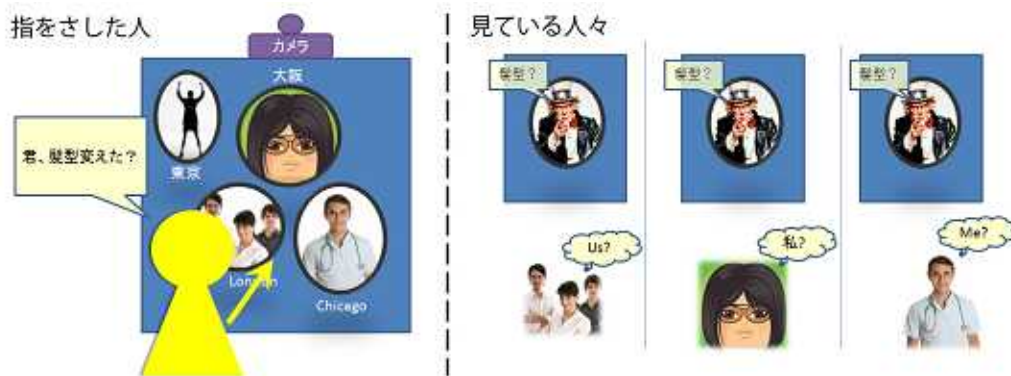 指をさした人
カメラ
大阪
君、髪型変えた？
東京
London
Chicago
見ている人々
髪型？
髪型？
髪型？
Us?
私?
Me?